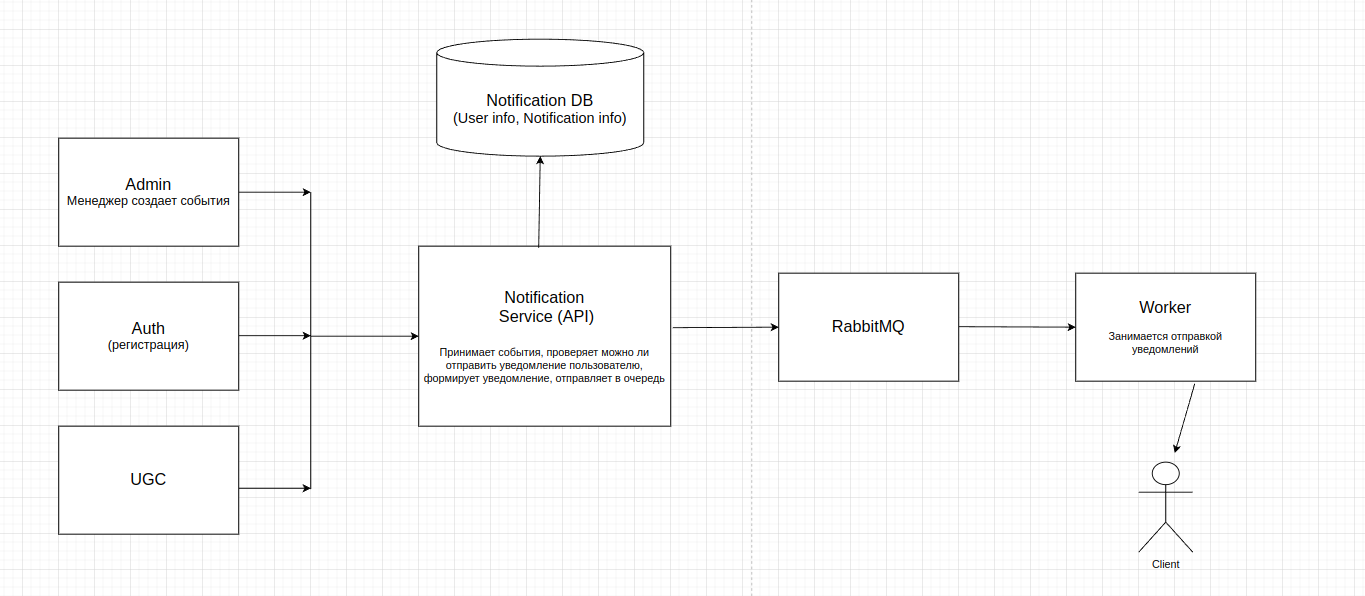 Notification DB
(User info, Notification info)
Admin
Менеджер создает события
Auth
(регистрация)
UGC
Notification
Service (API)
Принимает события, проверяет можно ли
отправить уведомление пользователю,
формирует уведомление, отправляет в очередь
RabbitMQ
Worker
Занимается отправкой
уведомлений
Client